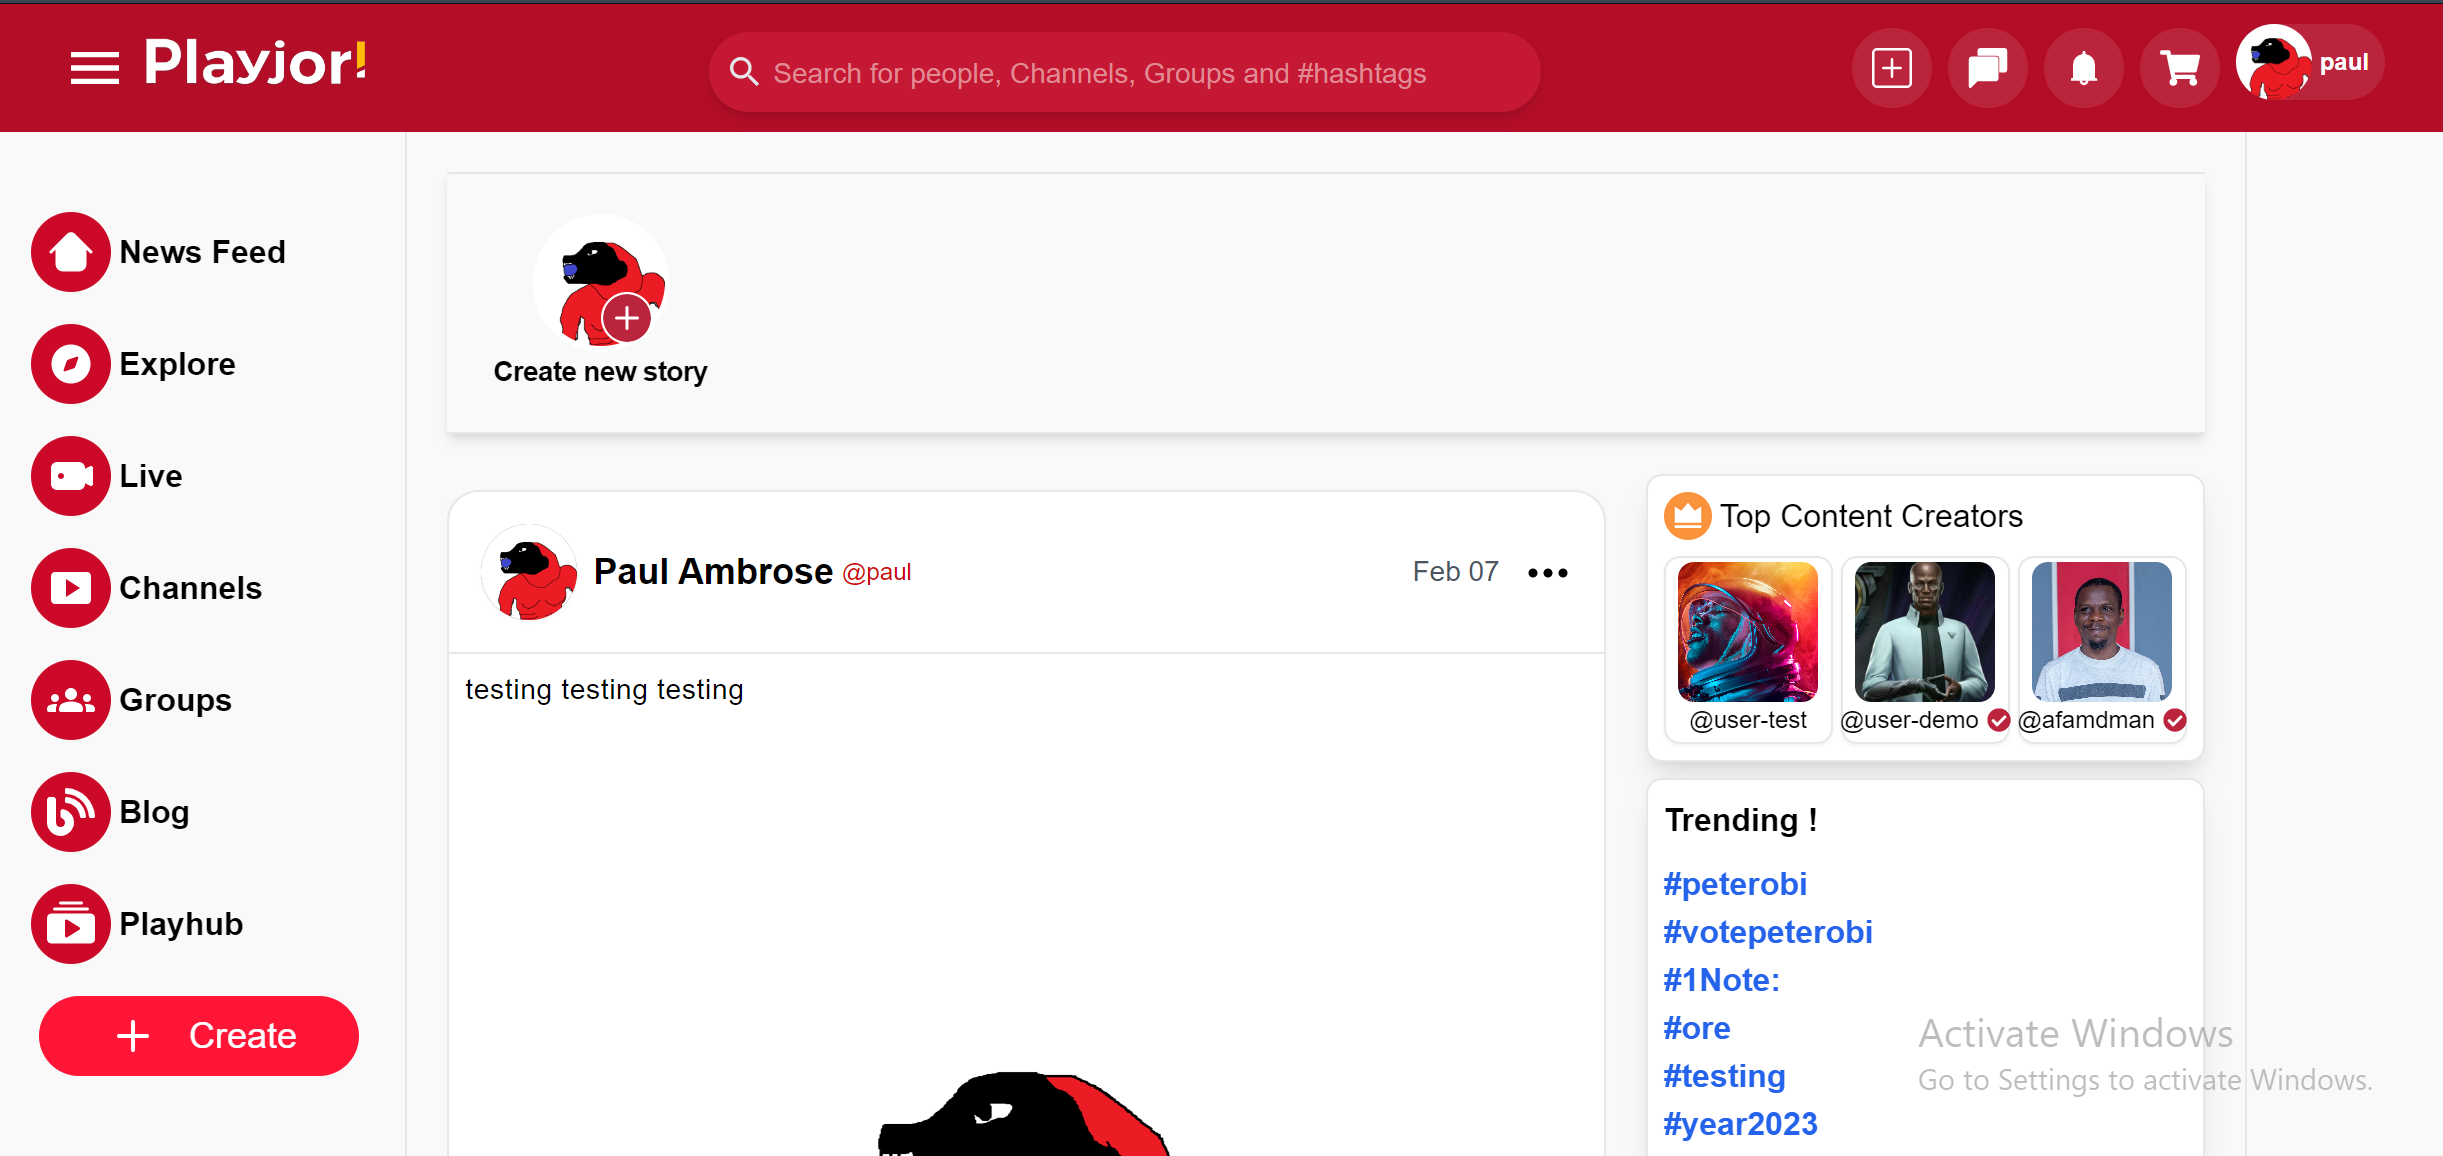 Playjor!
Search for people, Channels, Groups and #hashtags
paul
News Feed
Explore
Live
Channels
Groups
Blog
Playhub
Create
Create new story
Paul Ambrose @paul
Feb 07
testing testing testing
Top Content Creators
@user-test
@user-demo
@afamdman
Trending !
#peterobi
#votepeterobi
#1Note:
#ore
#testing
#year2023
Activate Windows
Go to Settings to activate Windows.